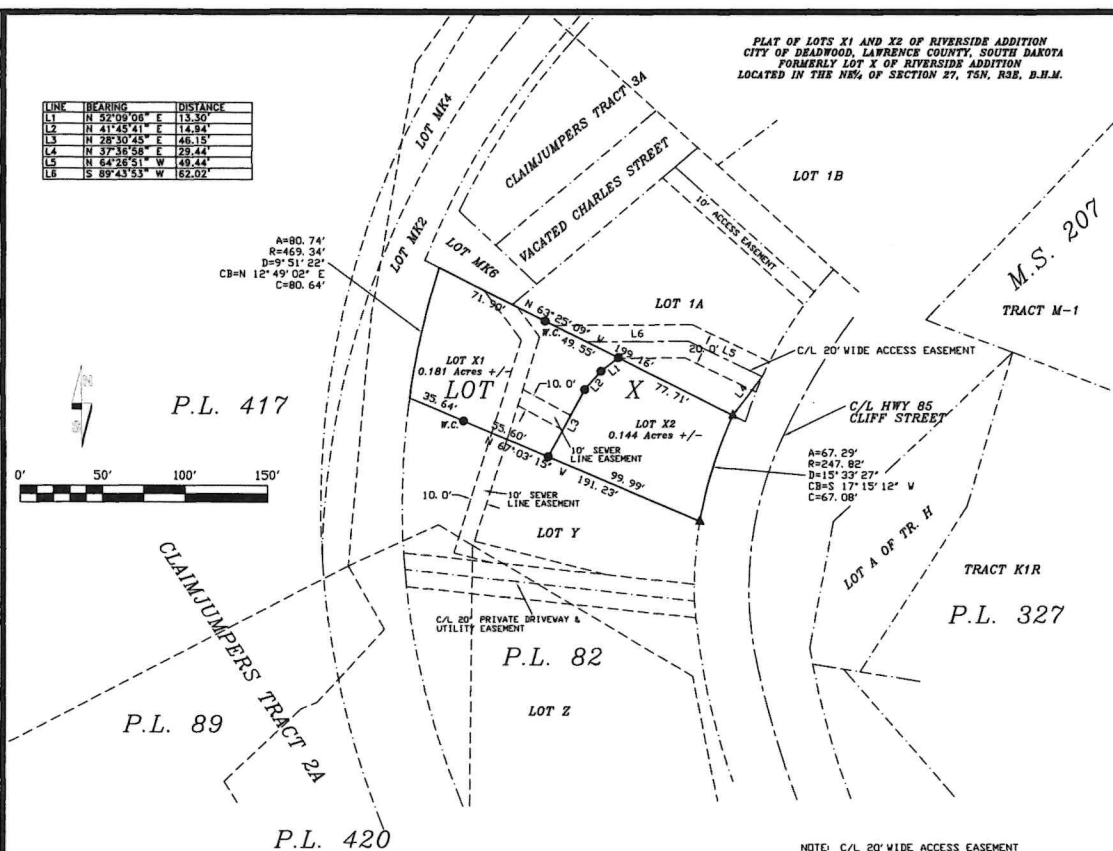 PLAT OF LOTS X1 AND X2 OF RIVERSIDE ADDITION
CITY OF DEADWOOD, LAWRENCE COUNTY, SOUTH DAKOTA
FORMERLY LOT X OF RIVERSIDE ADDITION
LOCATED IN THE NE¼ OF SECTION 27, T5N, R3E, B.H.M.
LINE BEARING DISTANCE
L1 N 52°09'06" E 13.30'
L2 N 41°45'41" E 14.94'
L3 N 28°30'45" E 46.15'
L4 N 37°36'58" E 29.44'
L5 N 64°26'51" W 49.44'
L6 S 89°43'53" W 62.02'
LOT MK4
CLAIMJUMPERS TRACT 3A
VACATED CHARLES STREET
LOT 1B
10' ACCESS EASEMENT
M.S. 207
TRACT M-1
LOT MK2
LOT MK6
A=80.74'
R=469.34'
D=9°51'22"
CB=N 12°49'02" E
C=80.64'
71.90'
N 63°25'09" W
W.C.
49.55'
199.16'
77.71'
LOT 1A
L6
20.0'
L5
L4
C/L 20' WIDE ACCESS EASEMENT
LOT X1
0.181 Acres +/-
LOT X
10.0'
L1
L2
L3
P.L. 417
35.64'
W.C.
55.60'
N 67°03'15" W
191.23'
99.99'
LOT X2
0.144 Acres +/-
10' SEWER
LINE EASEMENT
C/L HWY 85
CLIFF STREET
A=67.29'
R=247.82'
D=15°33'27"
CB=S 17°15'12" W
C=67.08'
0' 50' 100' 150'
10.0'
10' SEWER
LINE EASEMENT
LOT Y
LOT A OF TR. H
TRACT K1R
P.L. 327
CLAIMJUMPERS TRACT 2A
C/L 20' PRIVATE DRIVEWAY &
UTILITY EASEMENT
P.L. 82
P.L. 89
LOT Z
P.L. 420
NOTE: C/L 20' WIDE ACCESS EASEMENT